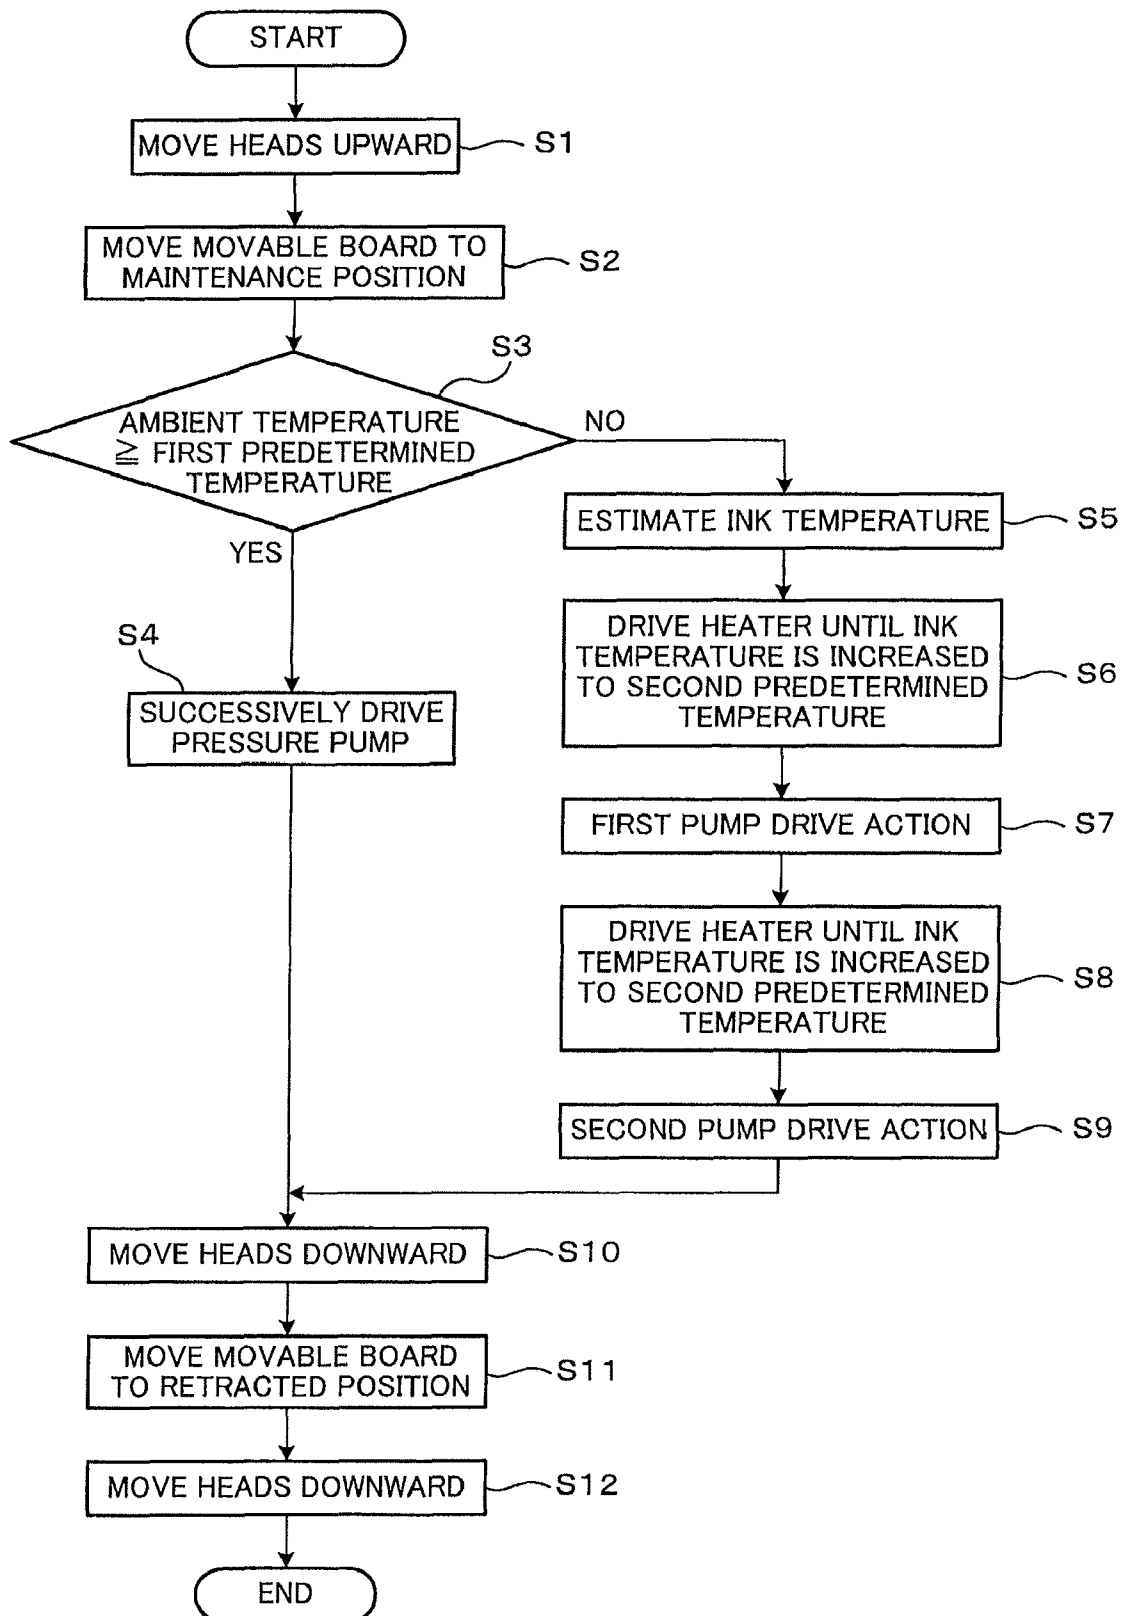 START
MOVE HEADS UPWARD
S1
MOVE MOVABLE BOARD TO
MAINTENANCE POSITION
S2
S3
AMBIENT TEMPERATURE
≧ FIRST PREDETERMINED
TEMPERATURE
NO
YES
S4
SUCCESSIVELY DRIVE
PRESSURE PUMP
ESTIMATE INK TEMPERATURE
S5
DRIVE HEATER UNTIL INK
TEMPERATURE IS INCREASED
TO SECOND PREDETERMINED
TEMPERATURE
S6
FIRST PUMP DRIVE ACTION
S7
DRIVE HEATER UNTIL INK
TEMPERATURE IS INCREASED
TO SECOND PREDETERMINED
TEMPERATURE
S8
SECOND PUMP DRIVE ACTION
S9
MOVE HEADS DOWNWARD
S10
MOVE MOVABLE BOARD
TO RETRACTED POSITION
S11
MOVE HEADS DOWNWARD
S12
END